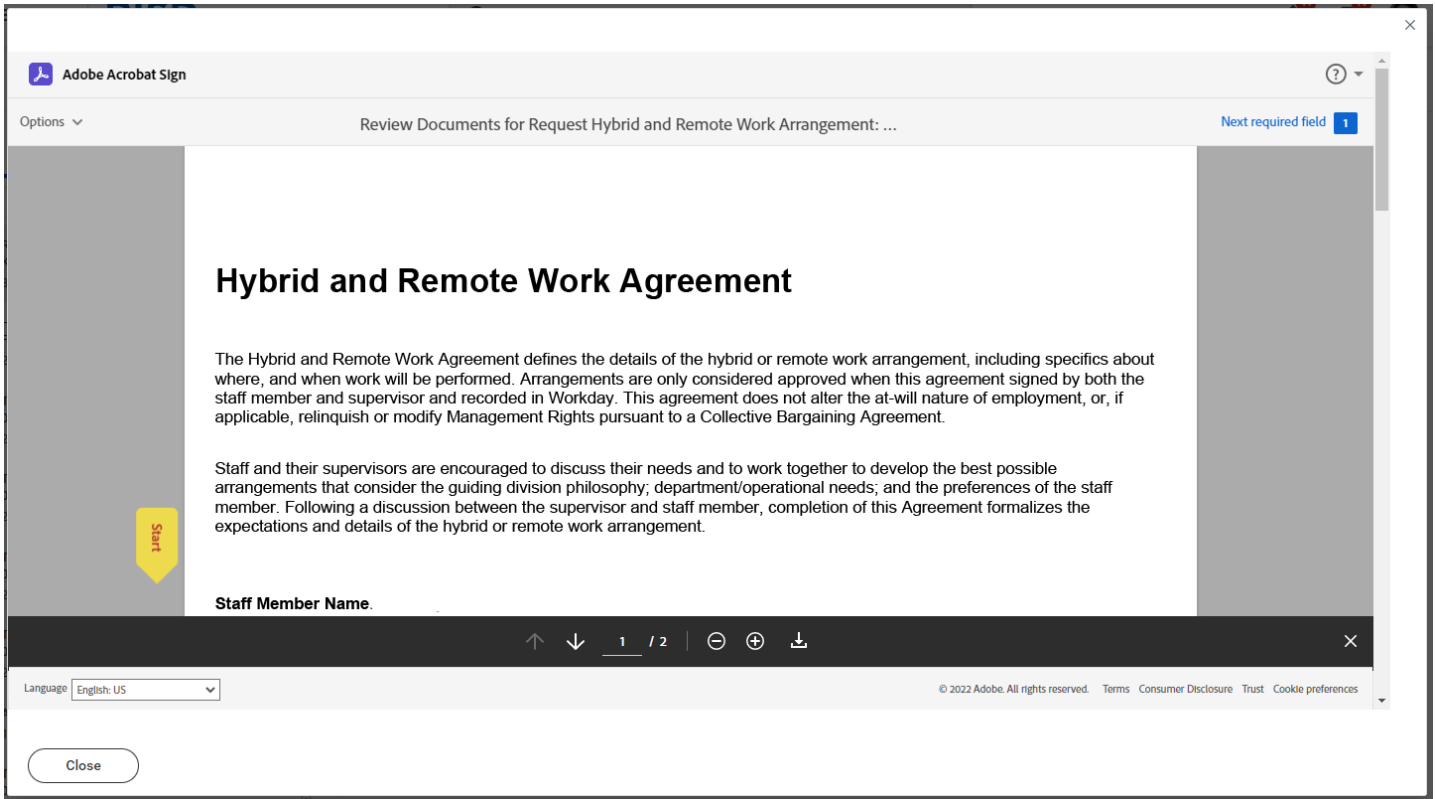 Adobe Acrobat Sign
Options
Review Documents for Request Hybrid and Remote Work Arrangement: ...
Next required field 1
Hybrid and Remote Work Agreement
The Hybrid and Remote Work Agreement defines the details of the hybrid or remote work arrangement, including specifics about
where, and when work will be performed. Arrangements are only considered approved when this agreement signed by both the
staff member and supervisor and recorded in Workday. This agreement does not alter the at-will nature of employment, or, if
applicable, relinquish or modify Management Rights pursuant to a Collective Bargaining Agreement.
Staff and their supervisors are encouraged to discuss their needs and to work together to develop the best possible
arrangements that consider the guiding division philosophy; department/operational needs; and the preferences of the staff
member. Following a discussion between the supervisor and staff member, completion of this Agreement formalizes the
expectations and details of the hybrid or remote work arrangement.
Start
Staff Member Name.
1 / 2
Language English: US
© 2022 Adobe. All rights reserved. Terms Consumer Disclosure Trust Cookie preferences
Close